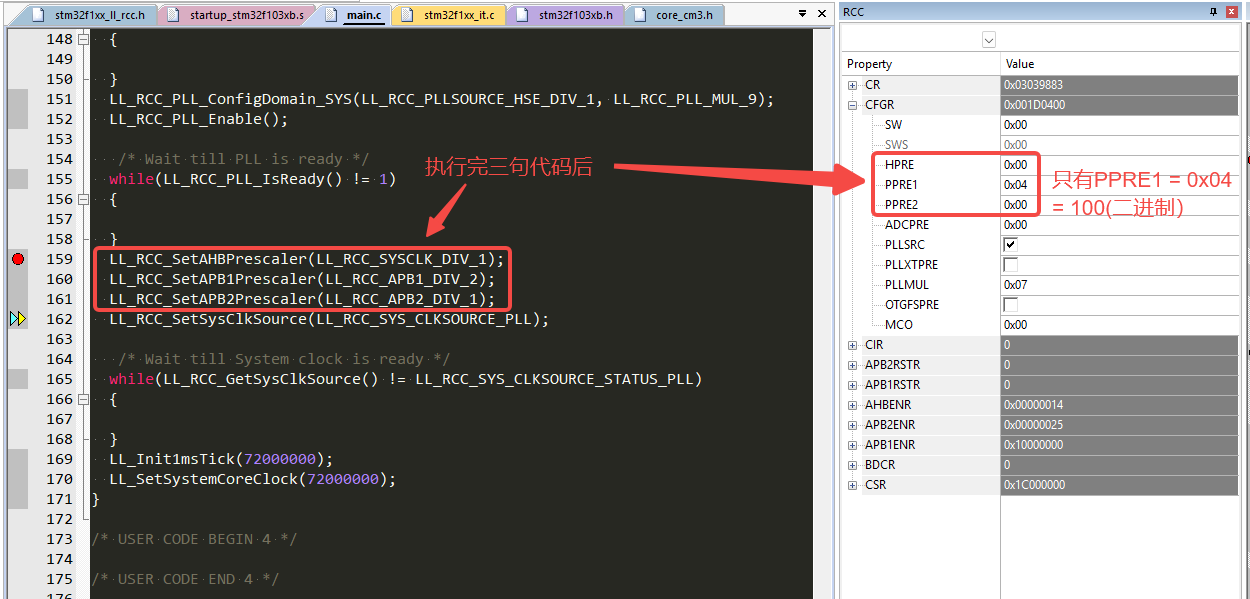 stm32f1xx_ll_rcc.h startup_stm32f103xb.s main.c stm32f1xx_it.c stm32f103xb.h core_cm3.h
148 {
149
150 }
151 LL_RCC_PLL_ConfigDomain_SYS(LL_RCC_PLLSOURCE_HSE_DIV_1, LL_RCC_PLL_MUL_9);
152 LL_RCC_PLL_Enable();
153
154 /* Wait till PLL is ready */
155 while(LL_RCC_PLL_IsReady() != 1)
156 {
157
158 }
159 LL_RCC_SetAHBPrescaler(LL_RCC_SYSCLK_DIV_1);
160 LL_RCC_SetAPB1Prescaler(LL_RCC_APB1_DIV_2);
161 LL_RCC_SetAPB2Prescaler(LL_RCC_APB2_DIV_1);
162 LL_RCC_SetSysClkSource(LL_RCC_SYS_CLKSOURCE_PLL);
163
164 /* Wait till System clock is ready */
165 while(LL_RCC_GetSysClkSource() != LL_RCC_SYS_CLKSOURCE_STATUS_PLL)
166 {
167
168 }
169 LL_Init1msTick(72000000);
170 LL_SetSystemCoreClock(72000000);
171 }
172
173 /* USER CODE BEGIN 4 */
174
175 /* USER CODE END 4 */
176
执行完三句代码后
RCC
Property Value
CR 0x03039883
CFGR 0x001D0400
SW 0x00
SWS 0x00
HPRE 0x00
PPRE1 0x04
PPRE2 0x00
ADCPRE 0x00
PLLSRC
PLLXTPRE
PLLMUL 0x07
OTGFSPRE
MCO 0x00
CIR 0
APB2RSTR 0
APB1RSTR 0
AHBENR 0x00000014
APB2ENR 0x00000025
APB1ENR 0x10000000
BDCR 0
CSR 0x1C000000
只有PPRE1 = 0x04
= 100(二进制)